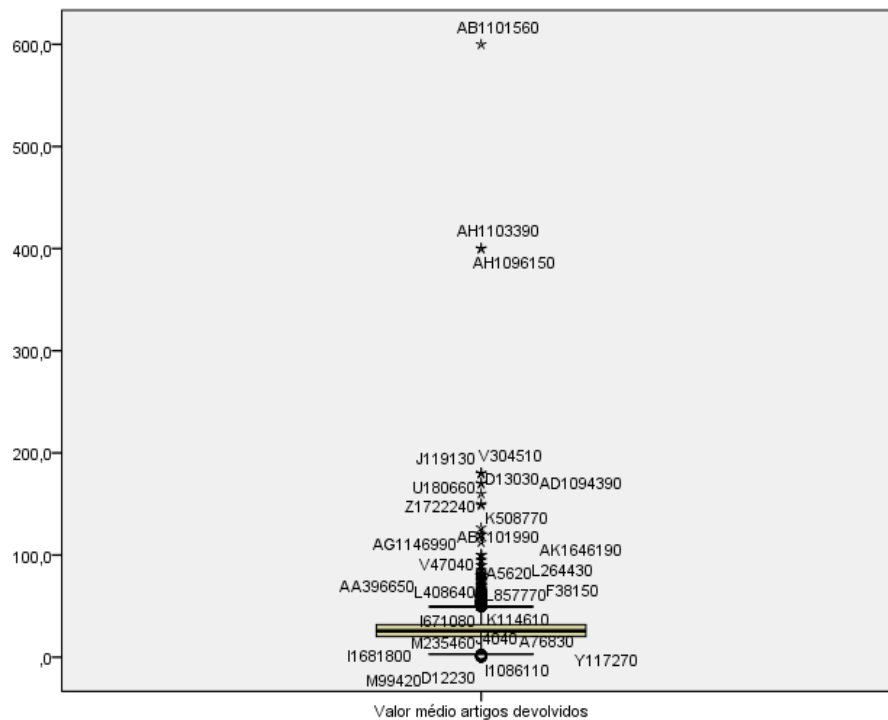 AB1101560
600,0
500,0
AH1103390
400,0
AH1096150
300,0
200,0
J119130 V304510
U180660 D13030 AD1094390
Z1722240
K508770
AG1146990 AK1646190
100,0
V47040 A5620 L264430
AA396650 L408640 L857770 F38150
I671080 K114610
M235460 J4040 A76830
,0
I1681800 Y117270
M99420 D12230 I1086110
Valor médio artigos devolvidos